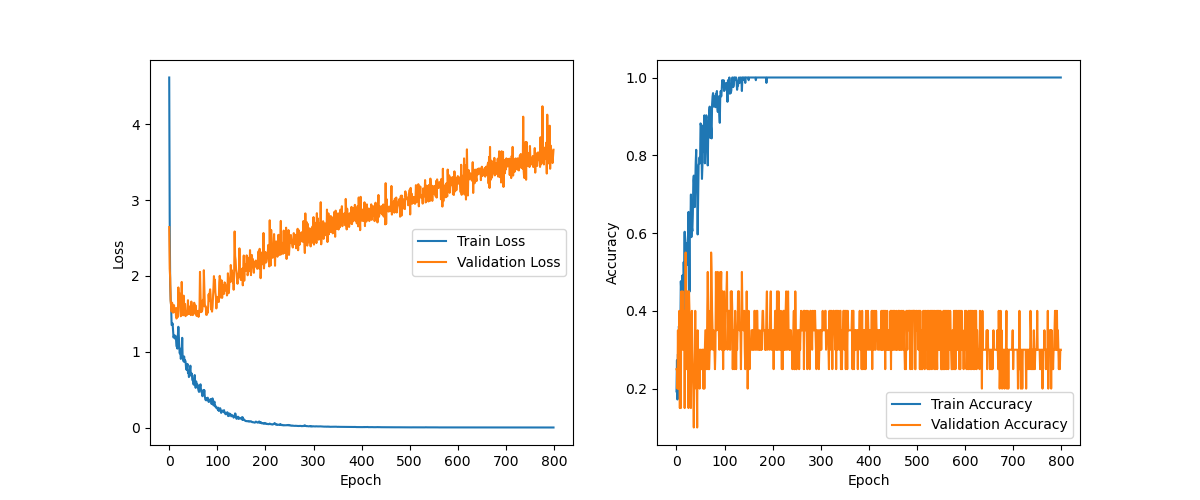 Loss
4
3
2
1
0
Train Loss
Validation Loss
0 100 200 300 400 500 600 700 800
Epoch
Accuracy
1.0
0.8
0.6
0.4
0.2
Train Accuracy
Validation Accuracy
0 100 200 300 400 500 600 700 800
Epoch